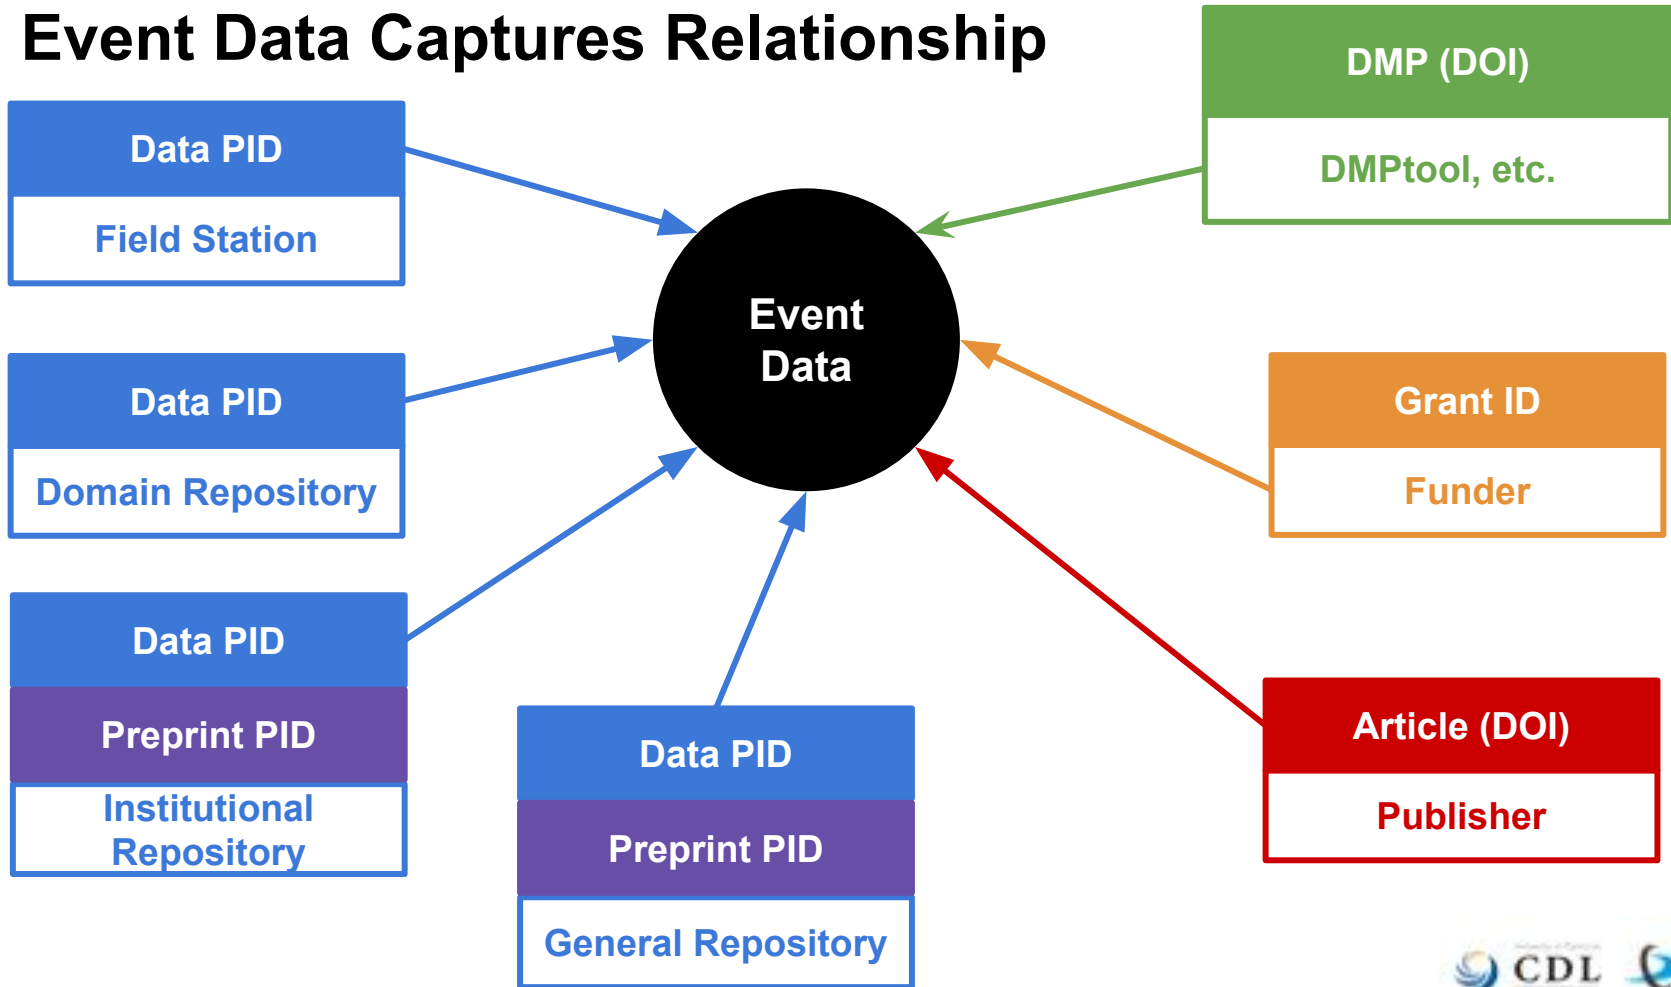 Event Data Captures Relationship
DMP (DOI)
DMPtool, etc.
Data PID
Field Station
Event
Data
Data PID
Domain Repository
Grant ID
Funder
Data PID
Preprint PID
Institutional
Repository
Data PID
Preprint PID
General Repository
Article (DOI)
Publisher
CDL